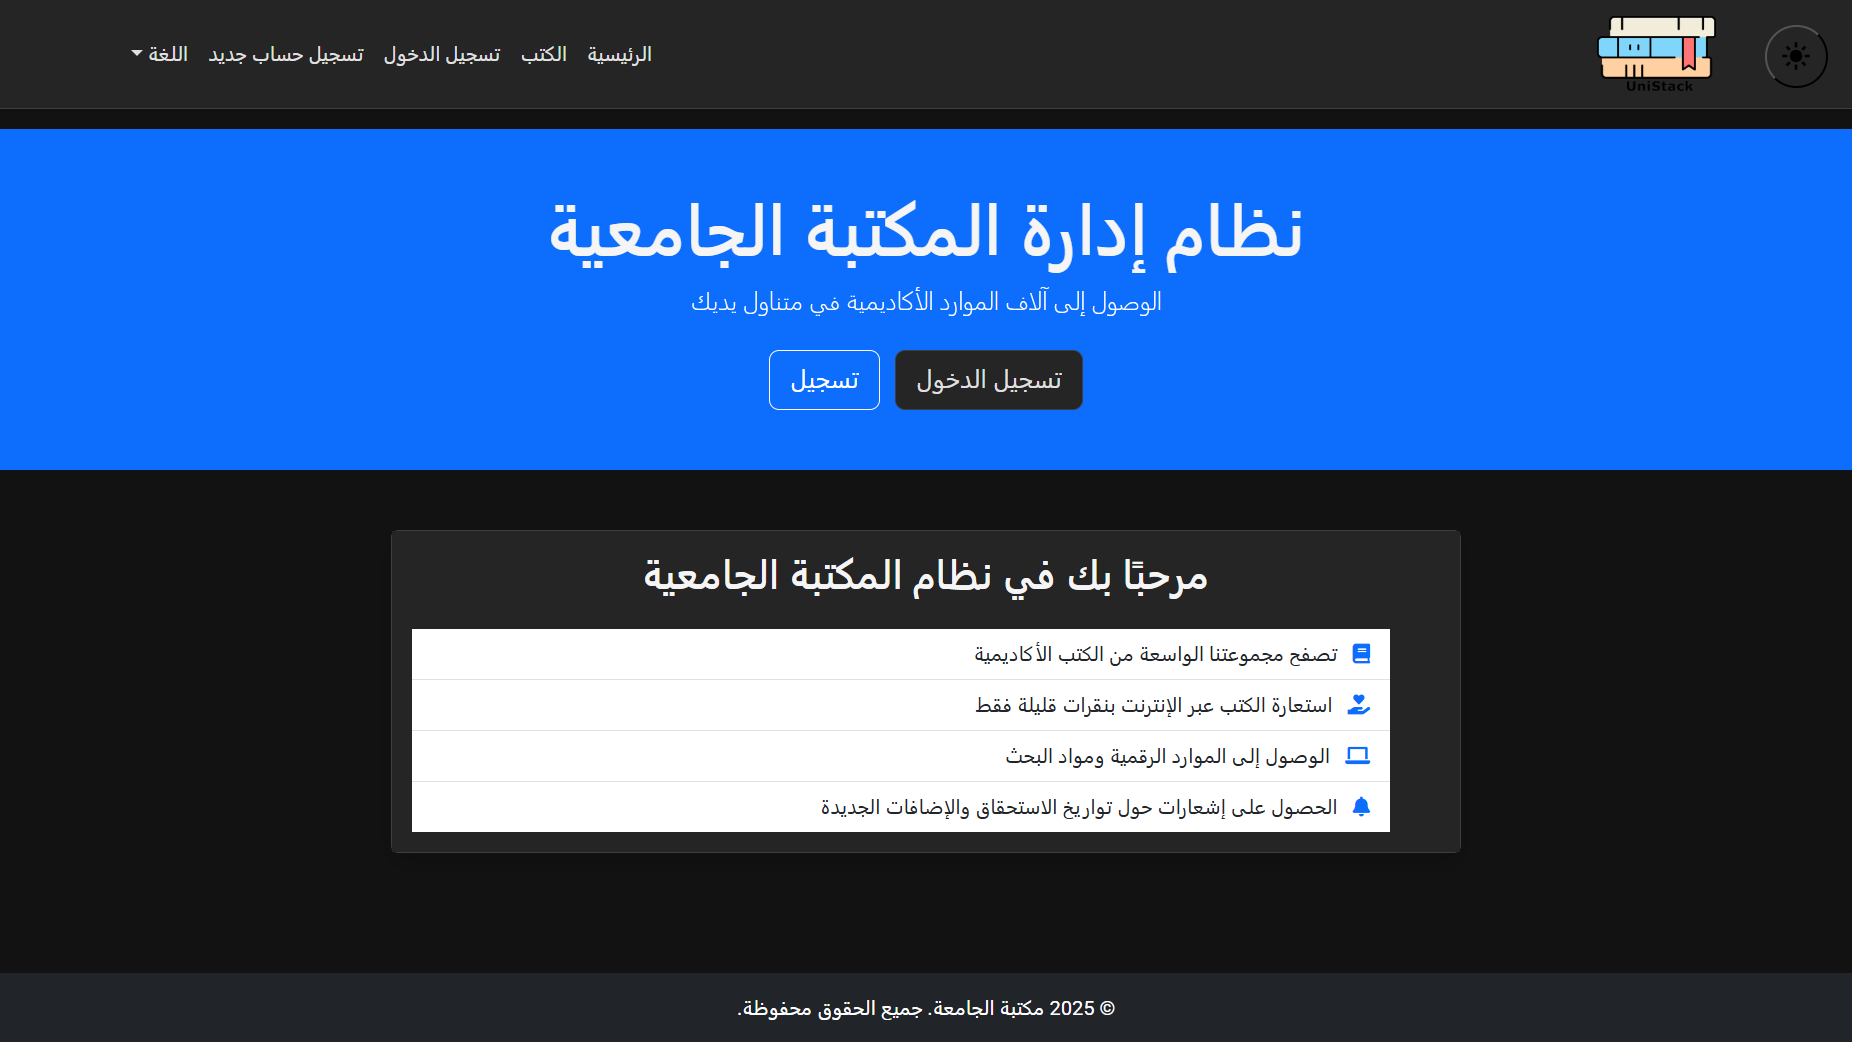 UniStack
الرئيسية
الكتب
تسجيل الدخول
تسجيل حساب جديد
اللغة
نظام إدارة المكتبة الجامعية
الوصول إلى آلاف الموارد الأكاديمية في متناول يديك
تسجيل الدخول
تسجيل
مرحبًا بك في نظام المكتبة الجامعية
تصفح مجموعتنا الواسعة من الكتب الأكاديمية
استعارة الكتب عبر الإنترنت بنقرات قليلة فقط
الوصول إلى الموارد الرقمية ومواد البحث
الحصول على إشعارات حول تواريخ الاستحقاق والإضافات الجديدة
© 2025 مكتبة الجامعة. جميع الحقوق محفوظة.